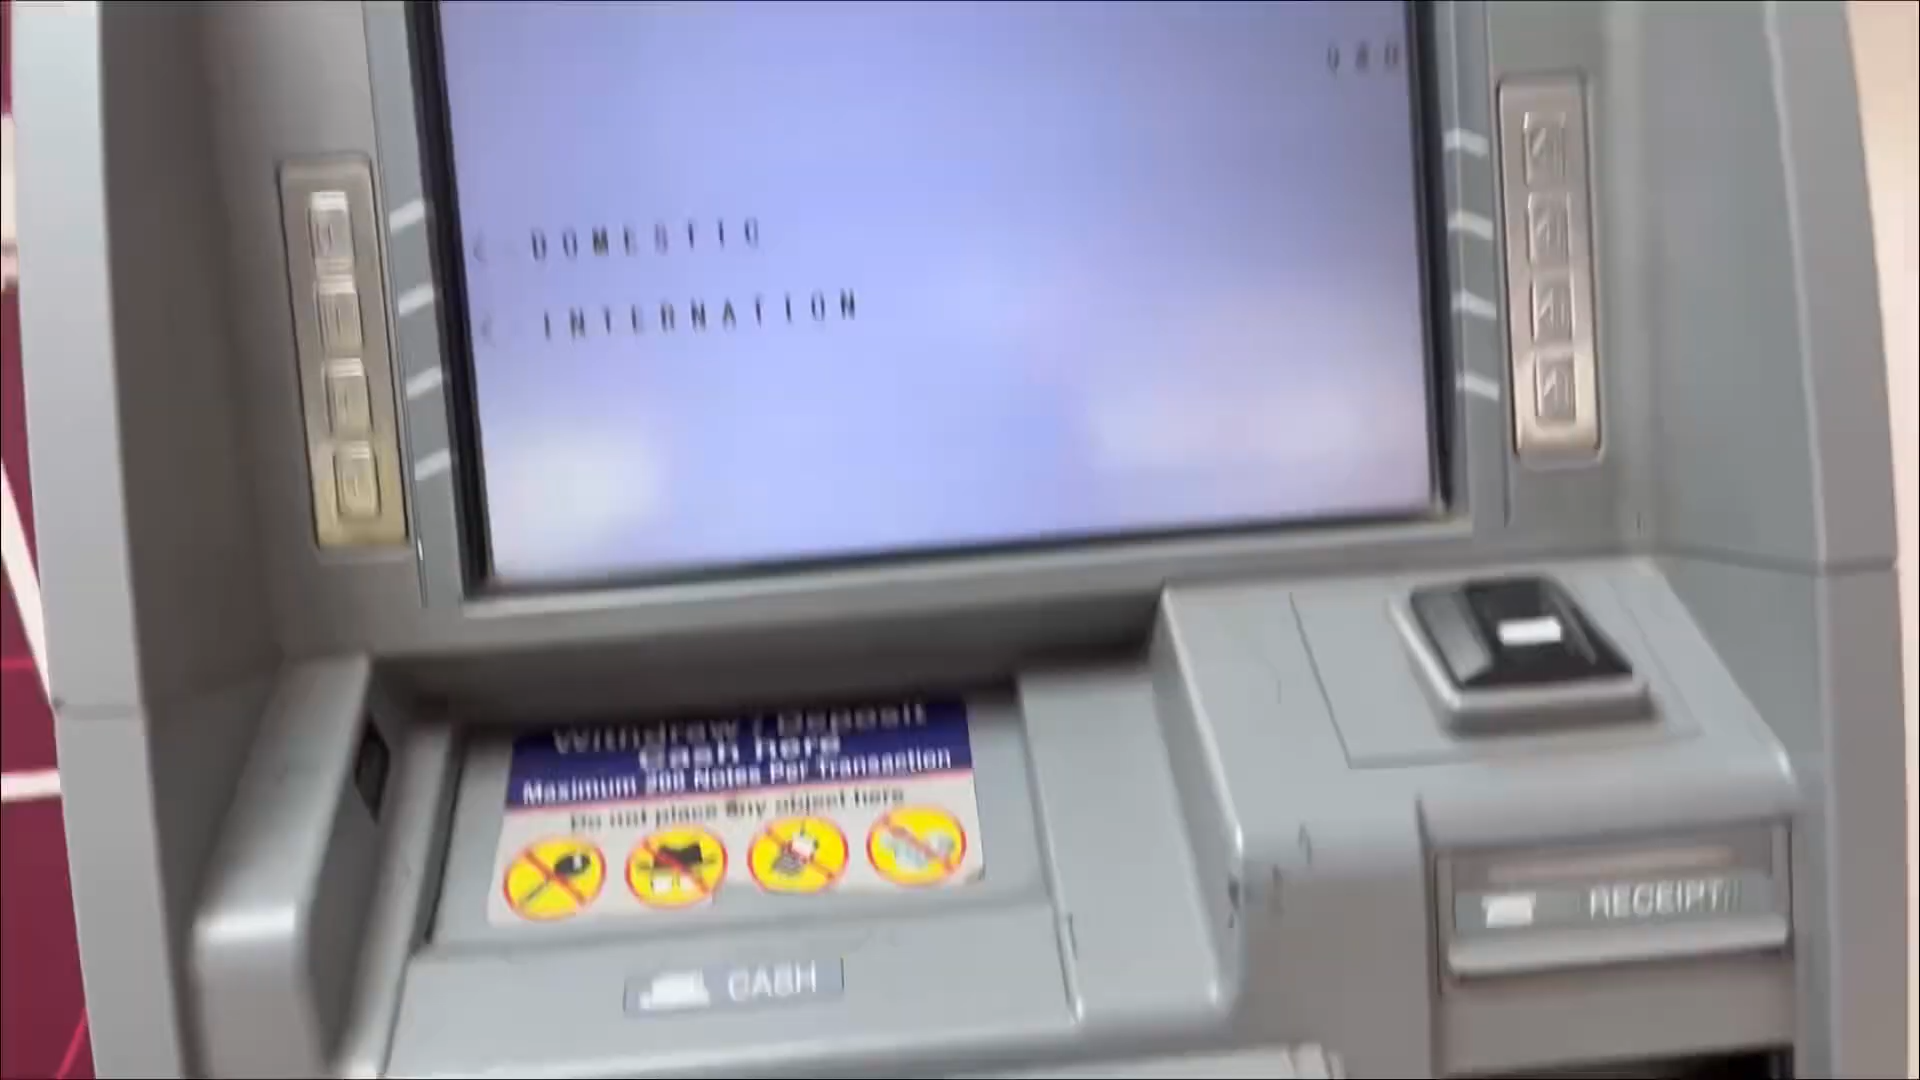 < DOMESTIC
< INTERNATION
Withdraw / Deposit
Cash here
Maximum 200 Notes Per Transaction
Do not place any object here
CASH
RECEIPT